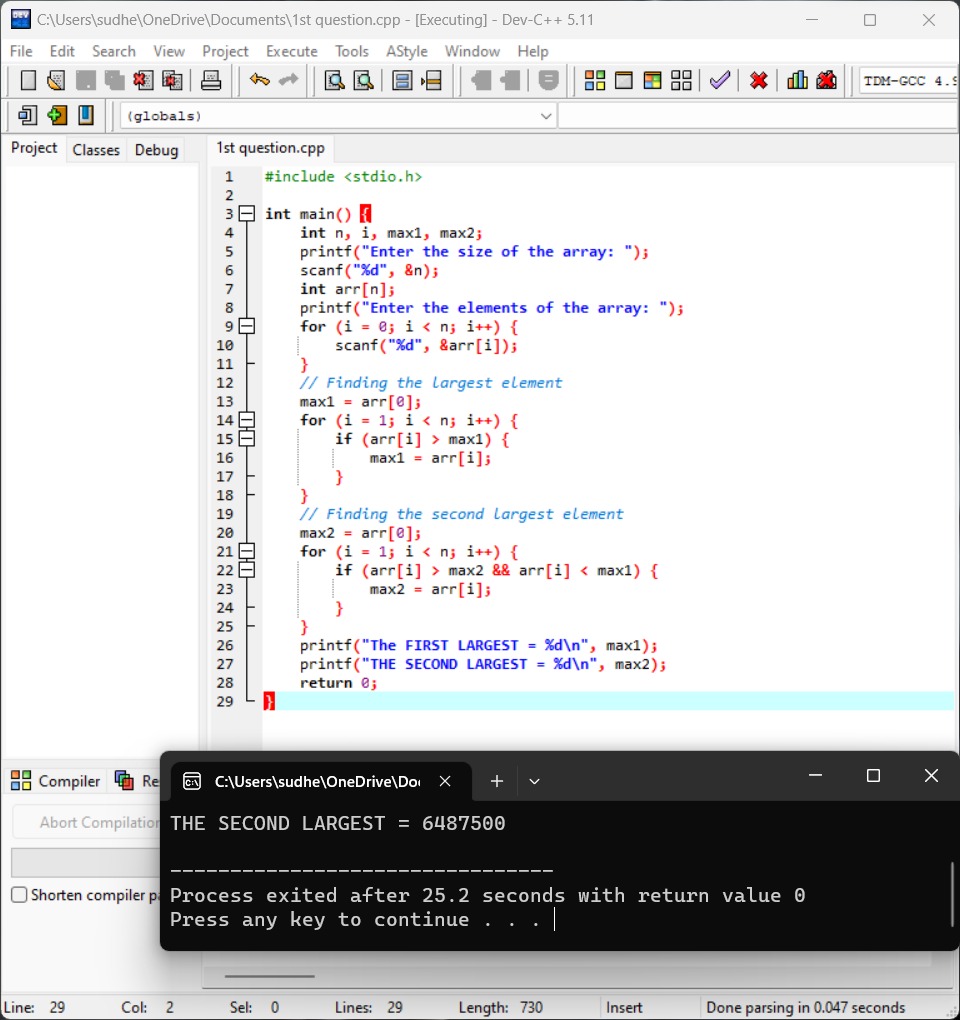 C:\Users\sudhe\OneDrive\Documents\1st question.cpp - [Executing] - Dev-C++ 5.11
File Edit Search View Project Execute Tools AStyle Window Help
TDM-GCC 4.9
(globals)
Project Classes Debug
1st question.cpp
1 #include <stdio.h>
2
3 int main() {
4     int n, i, max1, max2;
5     printf("Enter the size of the array: ");
6     scanf("%d", &n);
7     int arr[n];
8     printf("Enter the elements of the array: ");
9     for (i = 0; i < n; i++) {
10         scanf("%d", &arr[i]);
11     }
12     // Finding the largest element
13     max1 = arr[0];
14     for (i = 1; i < n; i++) {
15         if (arr[i] > max1) {
16             max1 = arr[i];
17         }
18     }
19     // Finding the second largest element
20     max2 = arr[0];
21     for (i = 1; i < n; i++) {
22         if (arr[i] > max2 && arr[i] < max1) {
23             max2 = arr[i];
24         }
25     }
26     printf("The FIRST LARGEST = %d\n", max1);
27     printf("THE SECOND LARGEST = %d\n", max2);
28     return 0;
29 }
Compiler Re
Abort Compilation
Shorten compiler pa
C:\Users\sudhe\OneDrive\Doc
THE SECOND LARGEST = 6487500
--------------------------------
Process exited after 25.2 seconds with return value 0
Press any key to continue . . .
Line: 29 Col: 2 Sel: 0 Lines: 29 Length: 730 Insert Done parsing in 0.047 seconds